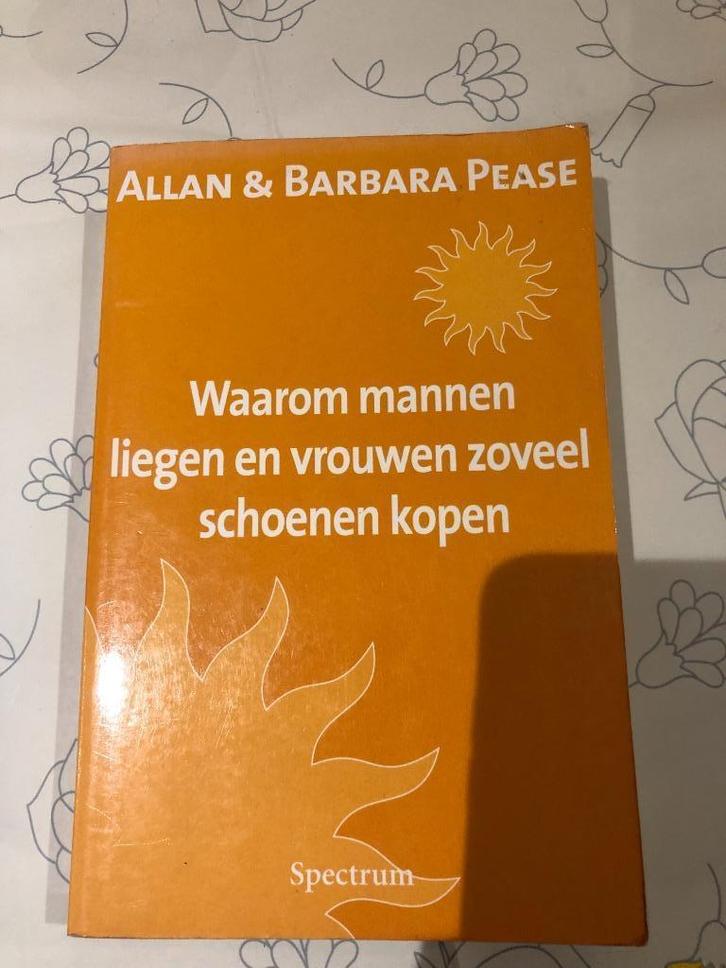 ALLAN & BARBARA PEASE
Waarom mannen
liegen en vrouwen zoveel
schoenen kopen
Spectrum